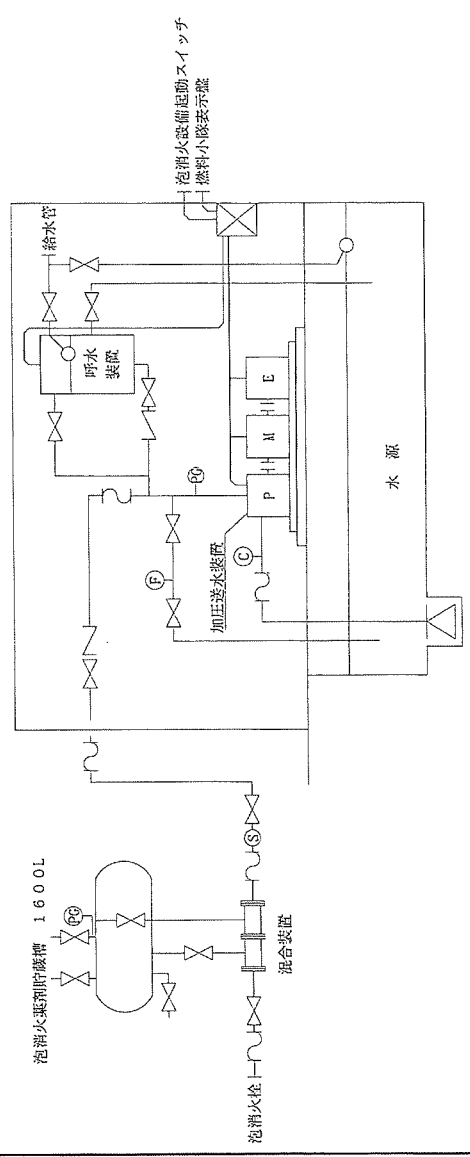 泡消火薬剤貯蔵槽 1600L
PG
S
混合装置
泡消火栓
給水管
呼水
装置
泡消火設備起動スイッチ
燃料小隊表示盤
PG
F
加圧送水装置
C
P
M
E
水源